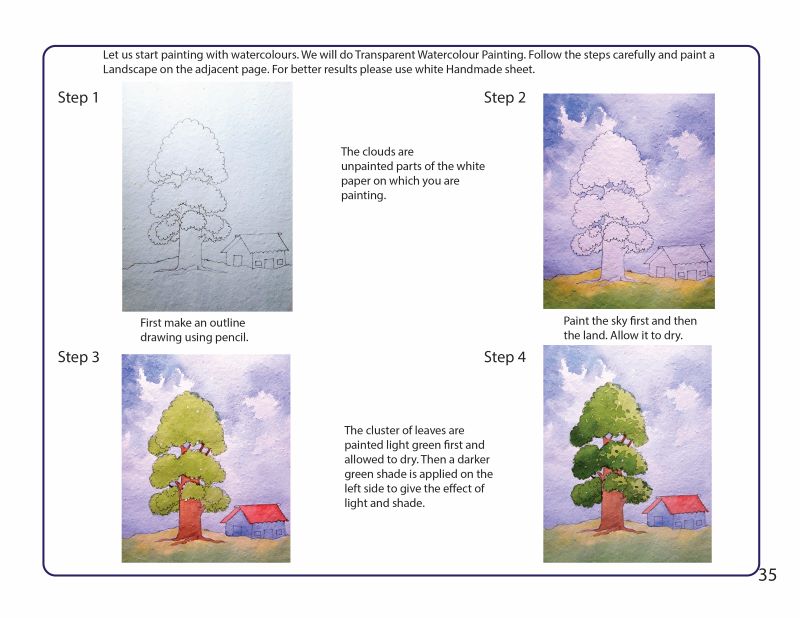 Let us start painting with watercolours. We will do Transparent Watercolour Painting. Follow the steps carefully and paint a
Landscape on the adjacent page. For better results please use white Handmade sheet.
Step 1
Step 2
The clouds are
unpainted parts of the white
paper on which you are
painting.
First make an outline
drawing using pencil.
Paint the sky first and then
the land. Allow it to dry.
Step 3
Step 4
The cluster of leaves are
painted light green first and
allowed to dry. Then a darker
green shade is applied on the
left side to give the effect of
light and shade.
35